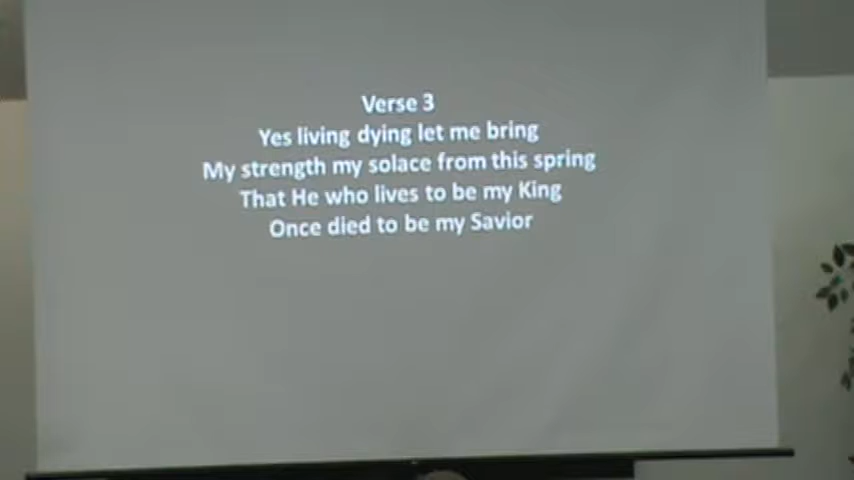 Verse 3
Yes living dying let me bring
My strength my solace from this spring
That He who lives to be my King
Once died to be my Savior